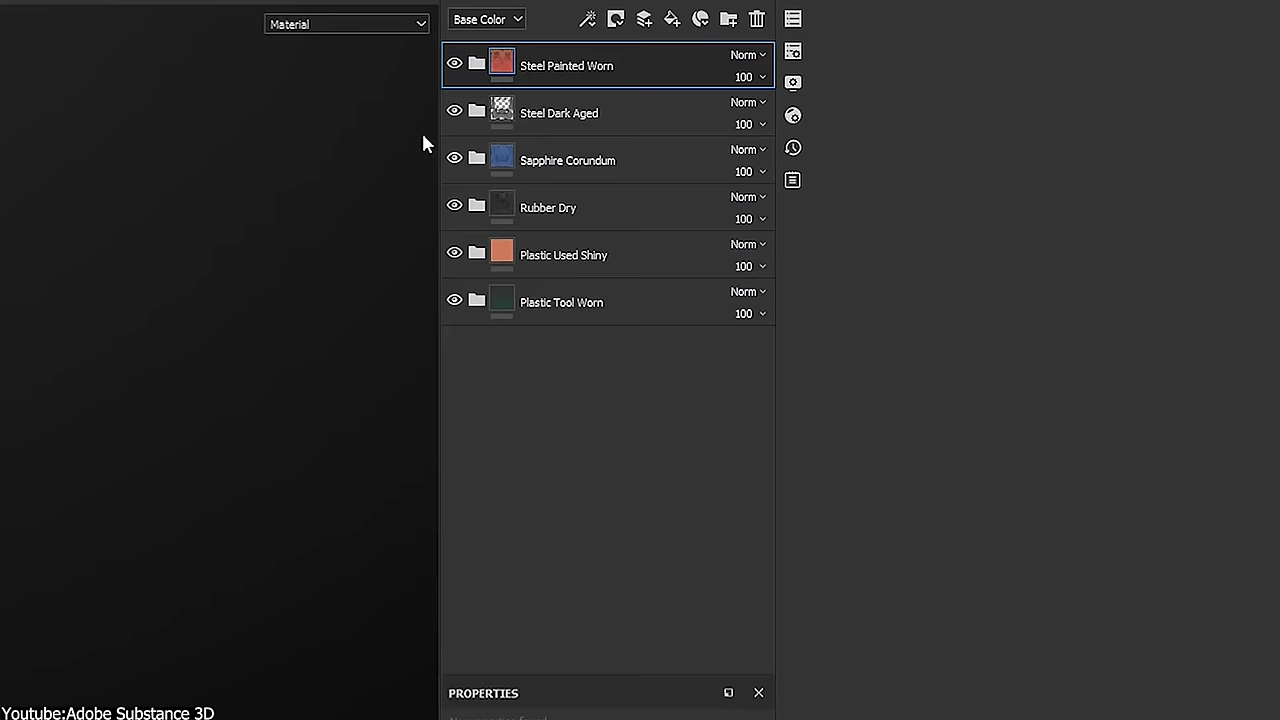 Material
Base Color
Steel Painted Worn
Norm
100
Steel Dark Aged
Norm
100
Sapphire Corundum
Norm
100
Rubber Dry
Norm
100
Plastic Used Shiny
Norm
100
Plastic Tool Worn
Norm
100
PROPERTIES
Youtube:Adobe Substance 3D